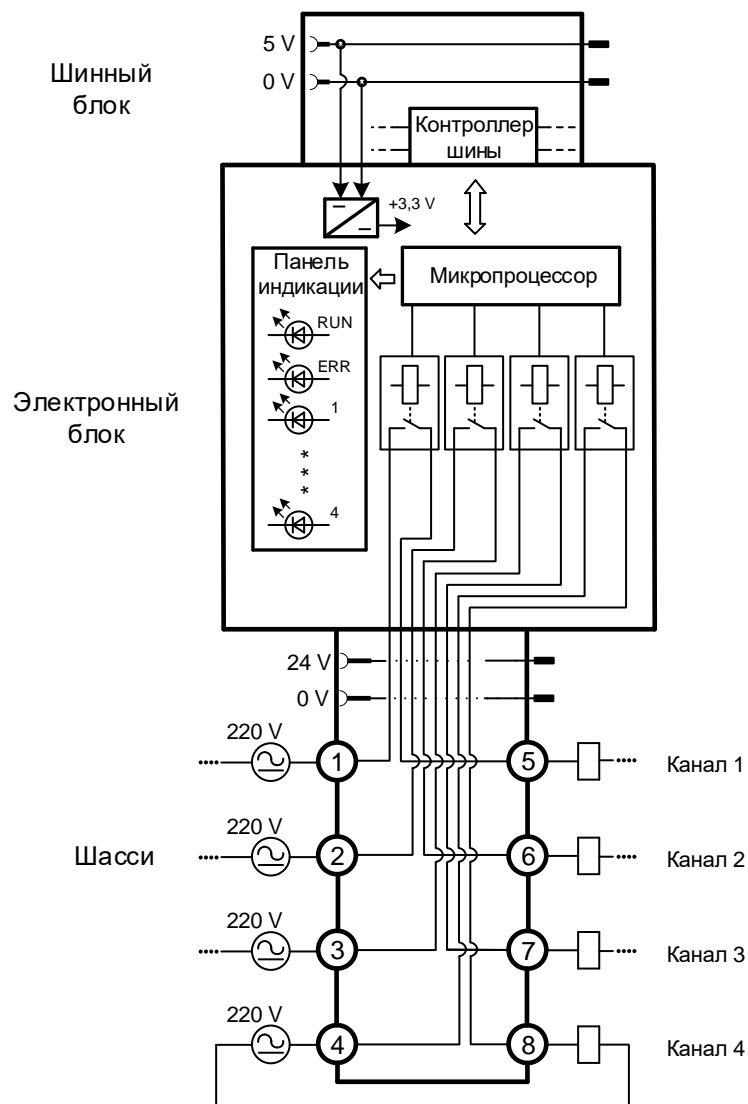 5 V
Шинный
блок
0 V
Контроллер
шины
+3,3 V
Панель
индикации
Микропроцессор
RUN
ERR
1
* * *
4
Электронный
блок
24 V
0 V
220 V
1
5
Канал 1
220 V
Шасси
2
6
Канал 2
220 V
3
7
Канал 3
220 V
4
8
Канал 4